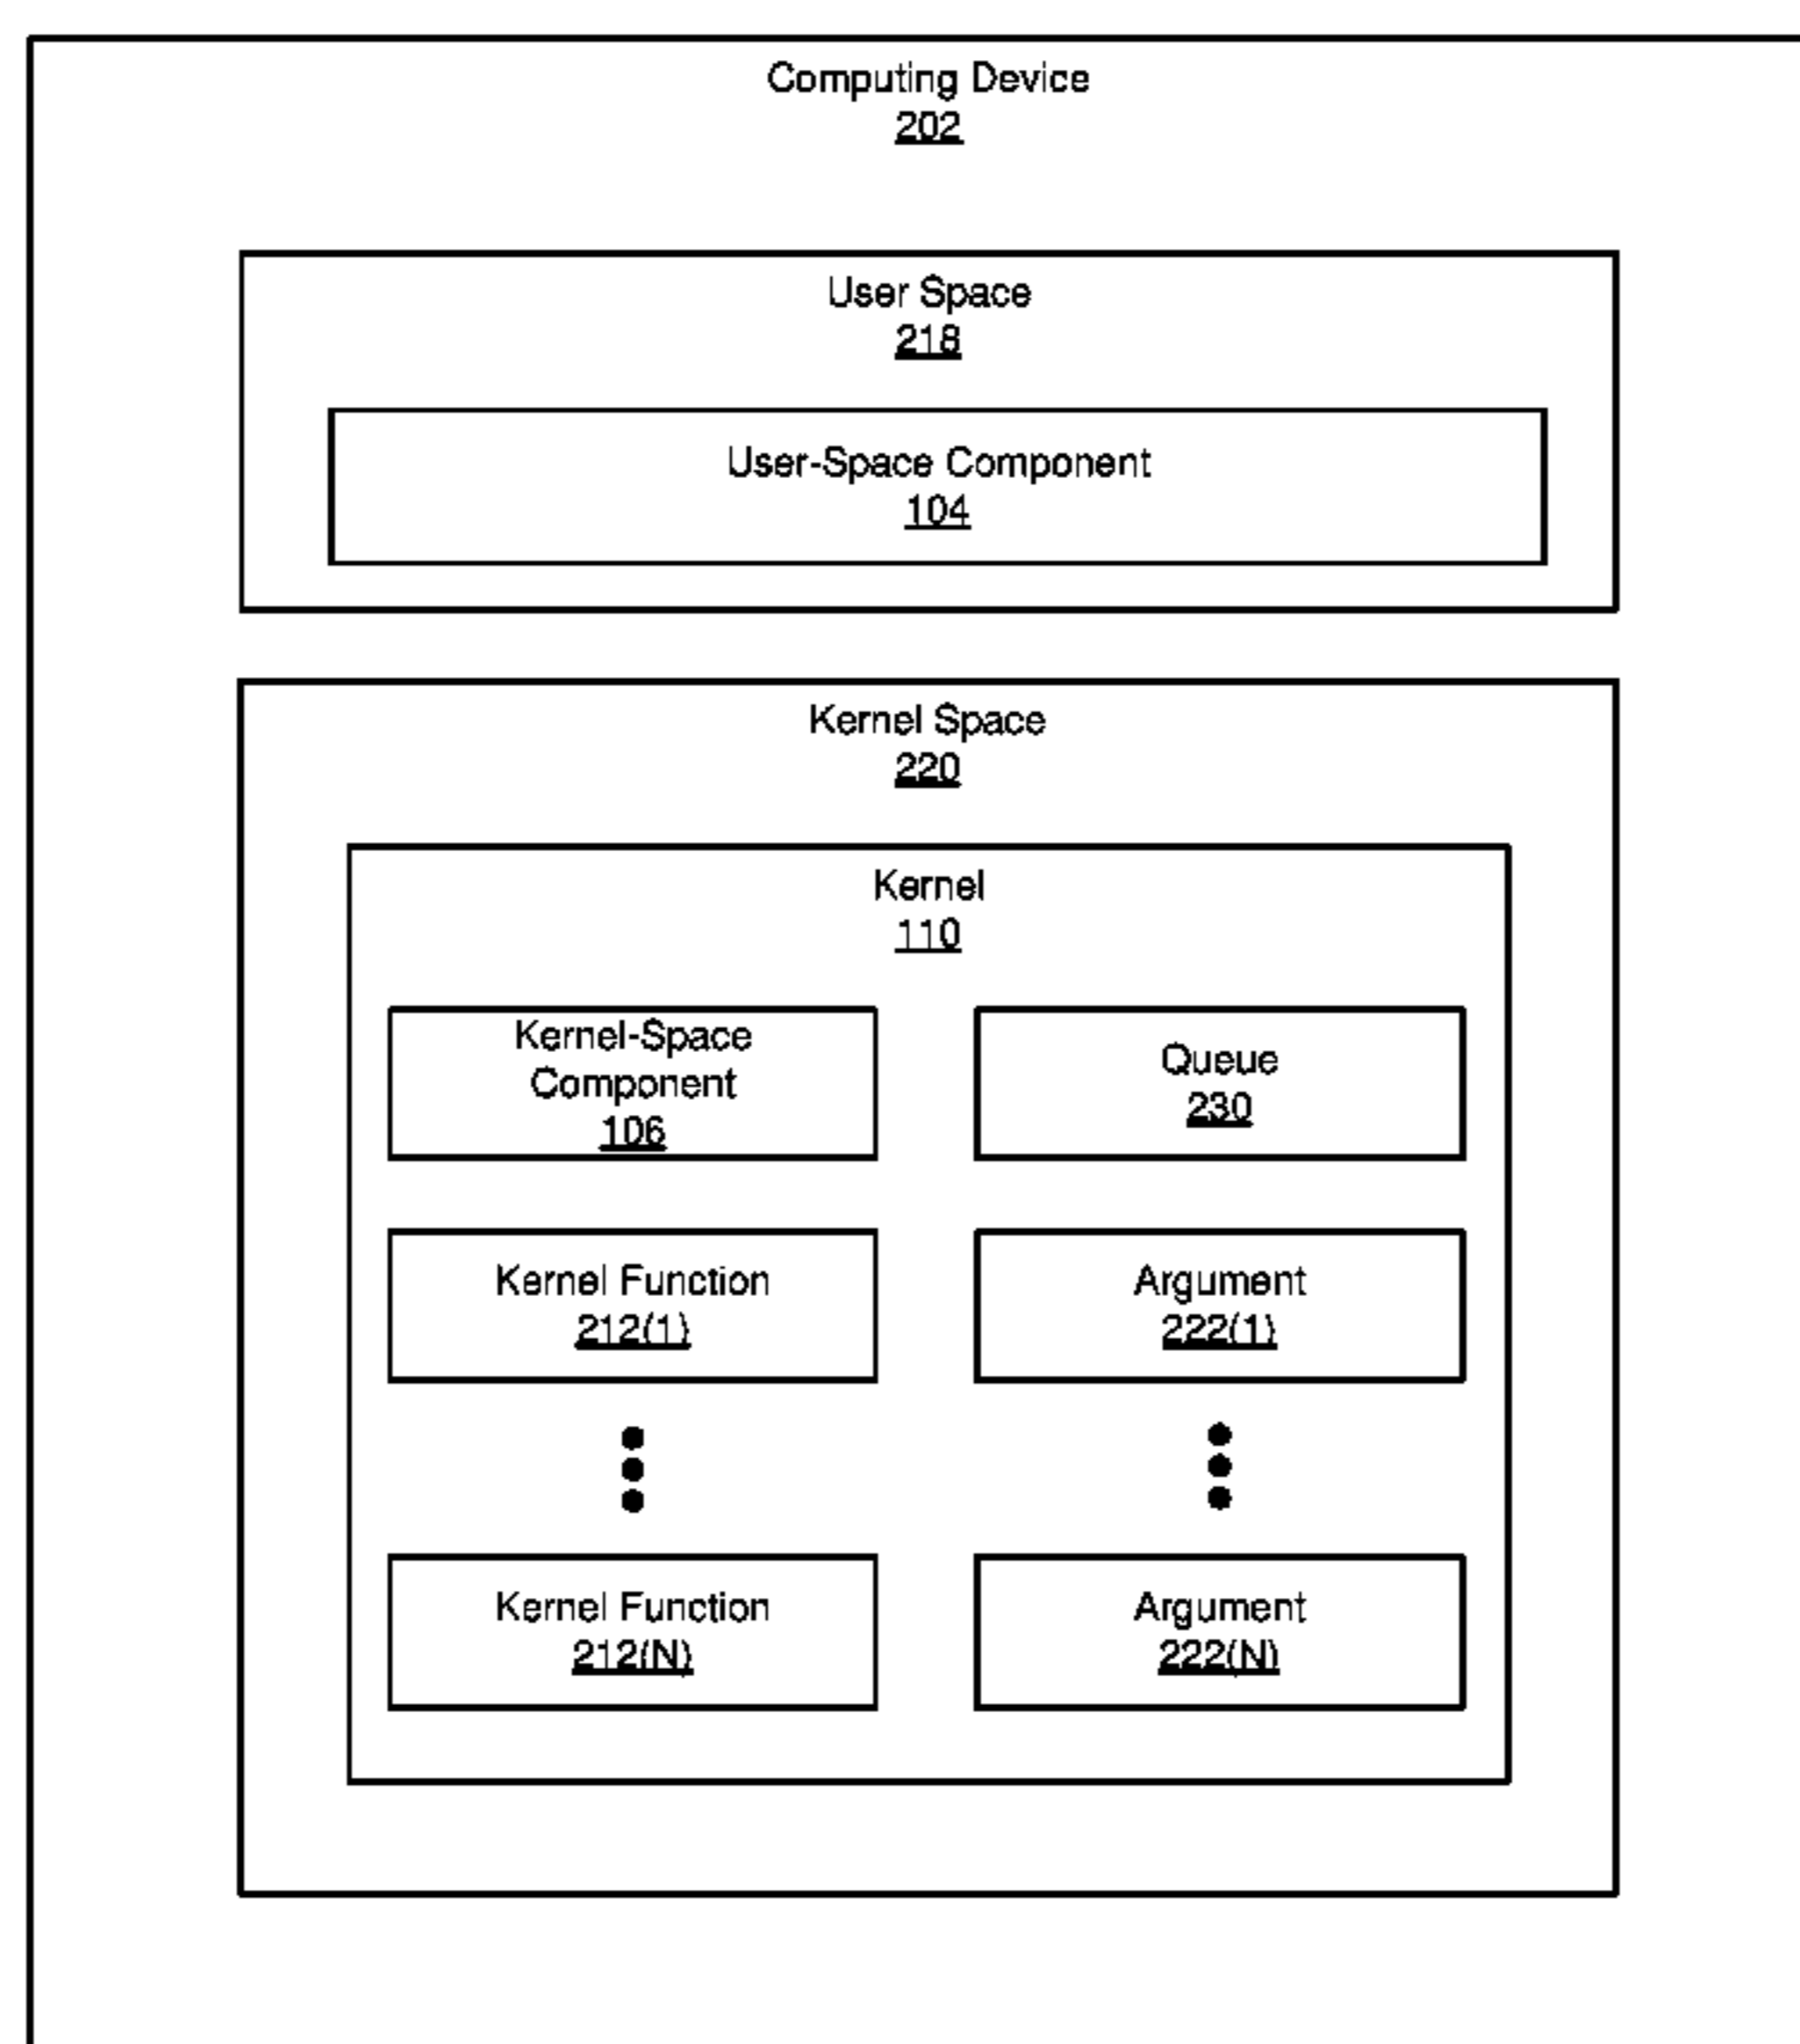 Computing Device
202
User Space
218
User-Space Component
104
Kernel Space
220
Kernel
110
Kernel-Space
Component
106
Queue
230
Kernel Function
212(1)
Argument
222(1)
Kernel Function
212(N)
Argument
222(N)